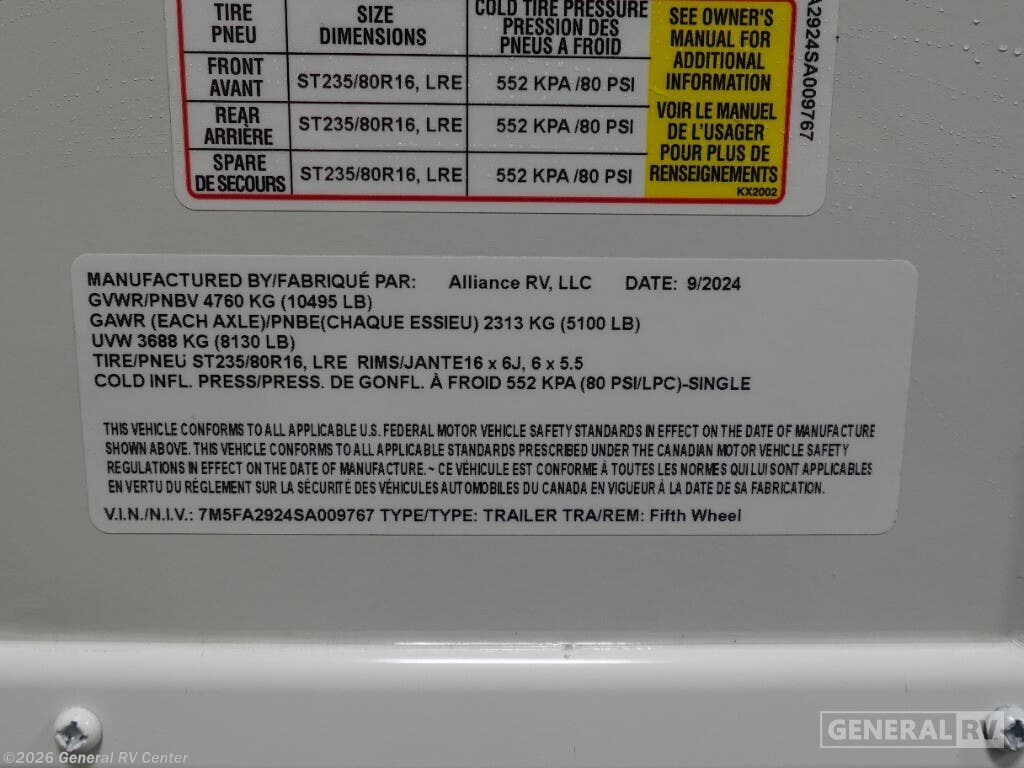 TIRE PNEU SIZE DIMENSIONS COLD TIRE PRESSURE PRESSION DES PNEUS A FROID
FRONT AVANT ST235/80R16, LRE 552 KPA /80 PSI
REAR ARRIÈRE ST235/80R16, LRE 552 KPA /80 PSI
SPARE DE SECOURS ST235/80R16, LRE 552 KPA /80 PSI
SEE OWNER'S
MANUAL FOR
ADDITIONAL
INFORMATION
VOIR LE MANUEL
DE L'USAGER
POUR PLUS DE
RENSEIGNEMENTS
KX2002
A2924SA009767
MANUFACTURED BY/FABRIQUÉ PAR: Alliance RV, LLC DATE: 9/2024
GVWR/PNBV 4760 KG (10495 LB)
GAWR (EACH AXLE)/PNBE(CHAQUE ESSIEU) 2313 KG (5100 LB)
UVW 3688 KG (8130 LB)
TIRE/PNEU ST235/80R16, LRE RIMS/JANTE16 x 6J, 6 x 5.5
COLD INFL. PRESS/PRESS. DE GONFL. À FROID 552 KPA (80 PSI/LPC)-SINGLE
THIS VEHICLE CONFORMS TO ALL APPLICABLE U.S. FEDERAL MOTOR VEHICLE SAFETY STANDARDS IN EFFECT ON THE DATE OF MANUFACTURE
SHOWN ABOVE. THIS VEHICLE CONFORMS TO ALL APPLICABLE STANDARDS PRESCRIBED UNDER THE CANADIAN MOTOR VEHICLE SAFETY
REGULATIONS IN EFFECT ON THE DATE OF MANUFACTURE.~ CE VÉHICULE EST CONFORME À TOUTES LES NORMES QUI LUI SONT APPLICABLES
EN VERTU DU RÉGLEMENT SUR LA SÉCURITÉ DES VÉHICULES AUTOMOBILES DU CANADA EN VIGUEUR À LA DATE DE SA FABRICATION.
V.I.N./N.I.V.: 7M5FA2924SA009767 TYPE/TYPE: TRAILER TRA/REM: Fifth Wheel
GENERAL RV
©2026 General RV Center